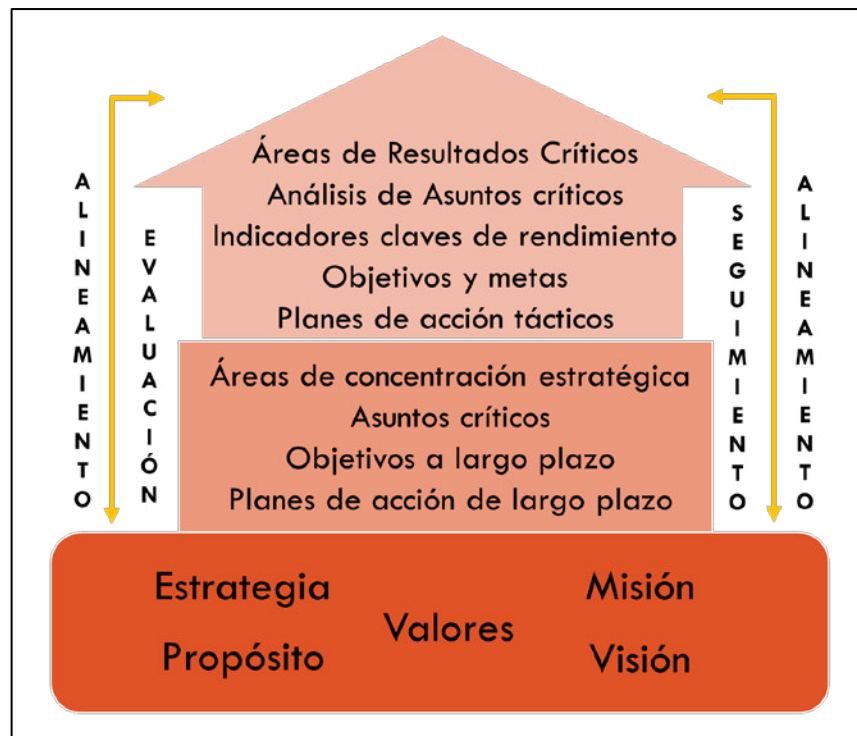 Áreas de Resultados Críticos
Análisis de Asuntos críticos
Indicadores claves de rendimiento
Objetivos y metas
Planes de acción tácticos
Áreas de concentración estratégica
Asuntos críticos
Objetivos a largo plazo
Planes de acción de largo plazo
Estrategia
Misión
Valores
Propósito
Visión
ALINEAMIENTO
EVALUACIÓN
SEGUIMIENTO
ALINEAMIENTO